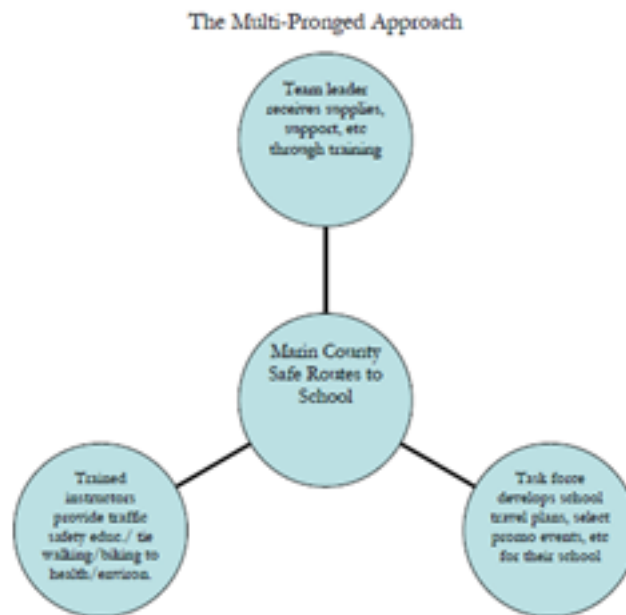 The Multi-Pronged Approach
Team leader
receives supplies,
support, etc
through training
Marin County
Safe Routes to
School
Trained
instructors
provide traffic
safety educ./ tie
walking/biking to
health/environ.
Task force
develops school
travel plans, select
promo events, etc
for their school